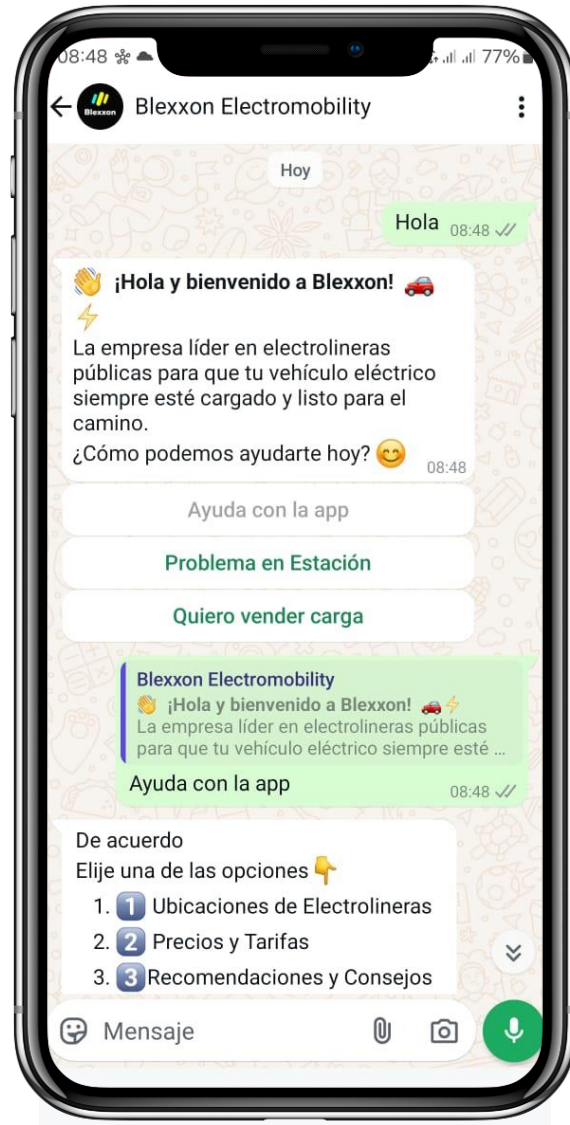 08:48 77%
Blexxon
Blexxon Electromobility
Hoy
Hola 08:48
👋 ¡Hola y bienvenido a Blexxon! 🚗
⚡
La empresa líder en electrolineras
públicas para que tu vehículo eléctrico
siempre esté cargado y listo para el
camino.
¿Cómo podemos ayudarte hoy? 😊 08:48
Ayuda con la app
Problema en Estación
Quiero vender carga
Blexxon Electromobility
👋 ¡Hola y bienvenido a Blexxon! 🚗⚡
La empresa líder en electrolineras públicas
para que tu vehículo eléctrico siempre esté ...
Ayuda con la app 08:48
De acuerdo
Elije una de las opciones 👇
1. 1️⃣ Ubicaciones de Electrolineras
2. 2️⃣ Precios y Tarifas
3. 3️⃣ Recomendaciones y Consejos
Mensaje